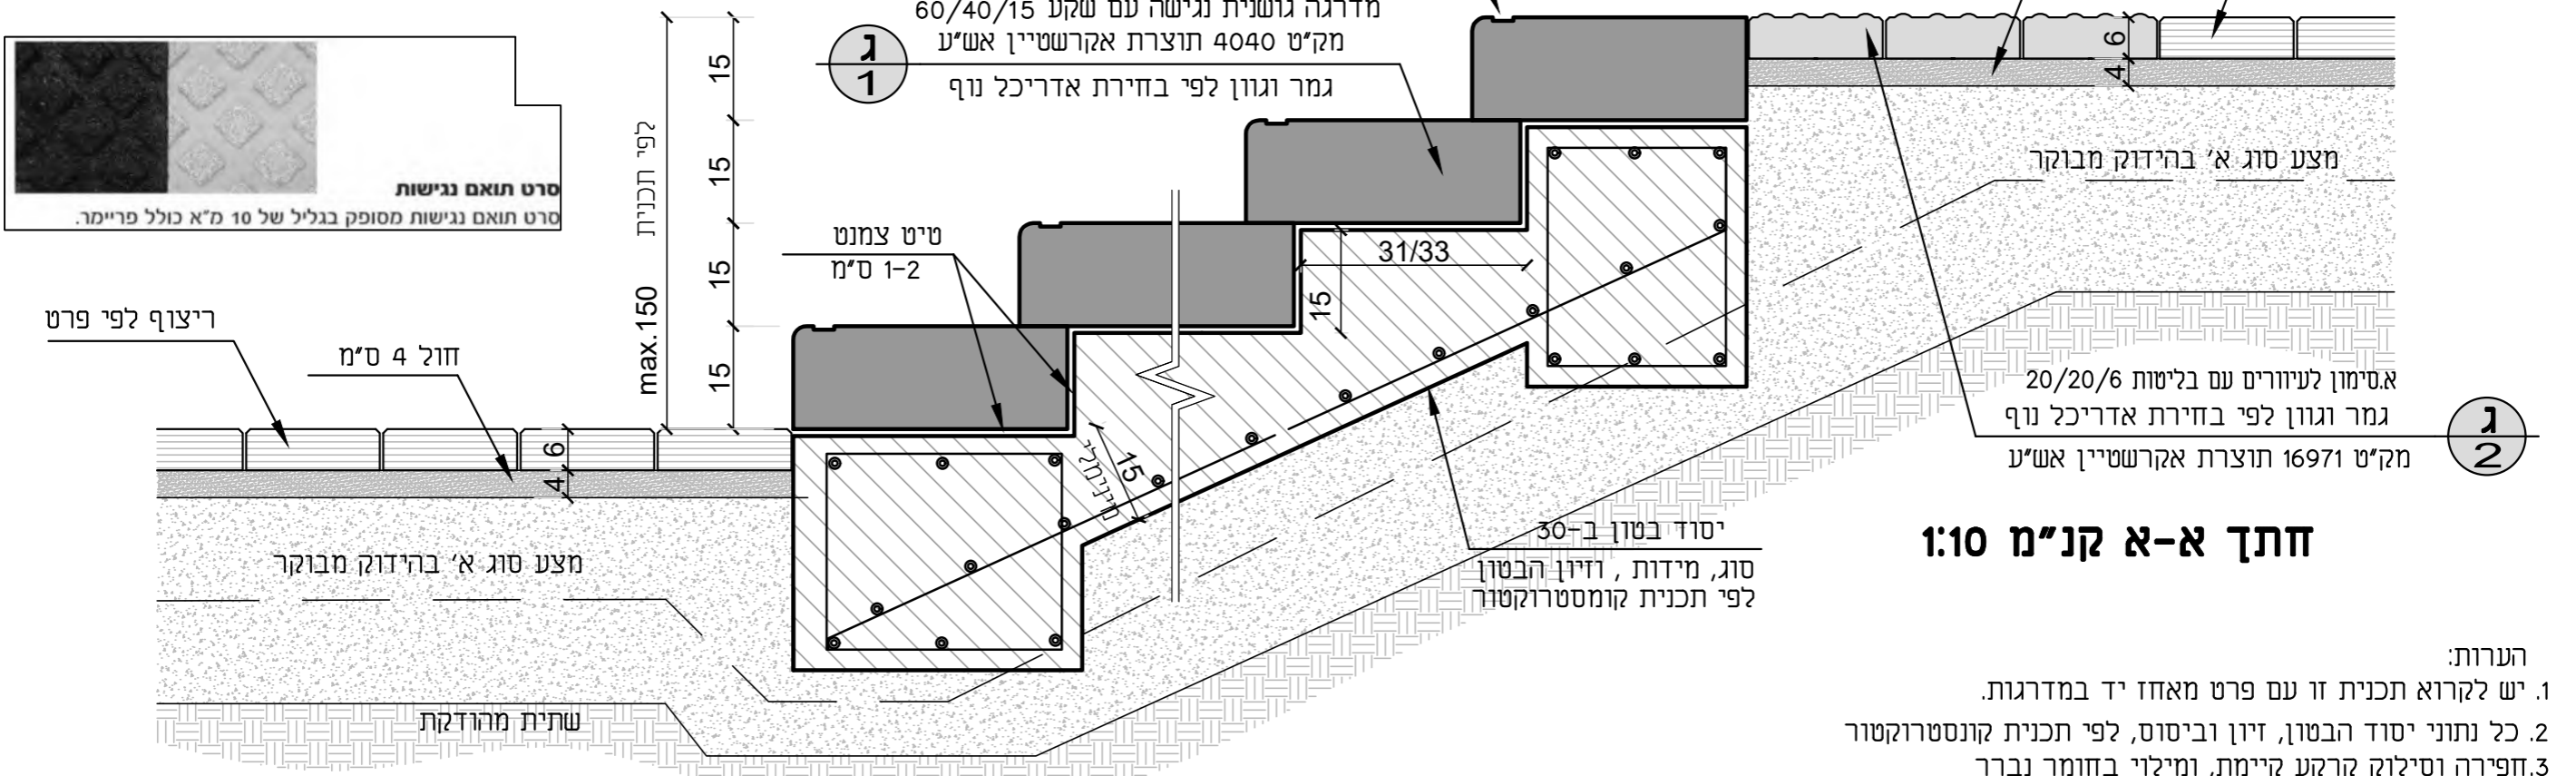 מדרגה גושנית נגישה עם שקע 60/40/15
מק״ט 4040 תוצרת אקרשטיין אש״ע
גמר וגוון לפי בחירת אדריכל נוף
ג
1
סרט תואם נגישות
סרט תואם נגישות מסופק בגליל של 10 מ״א כולל פריימר.
לפי תכנית
max.150
15
15
15
15
טיט צמנט
1-2 ס״מ
ריצוף לפי פרט
חול 4 ס״מ
6
4
מצע סוג א׳ בהידוק מבוקר
שתית מהודקת
15
מינימלי
31/33
15
6
4
מצע סוג א׳ בהידוק מבוקר
א.סימון לעיוורים עם בליטות 20/20/6
גמר וגוון לפי בחירת אדריכל נוף
מק״ט 16971 תוצרת אקרשטיין אש״ע
ג
2
יסוד בטון ב-30
סוג, מידות , וזיון הבטון
לפי תכנית קומסטרוקטור
חתך א-א קנ״מ 1:10
הערות:
1. יש לקרוא תכנית זו עם פרט מאחז יד במדרגות.
2. כל נתוני יסוד הבטון, זיון וביסוס, לפי תכנית קונסטרוקטור
3.חפירה וסילוק קרקע קיימת, ומילוי בחומר נברר